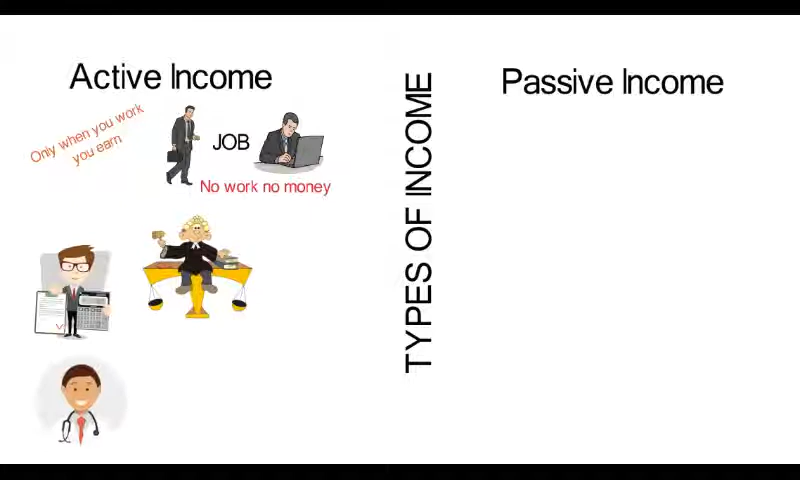 Active Income
Only when you work
you earn
JOB
No work no money
TYPES OF INCOME
Passive Income